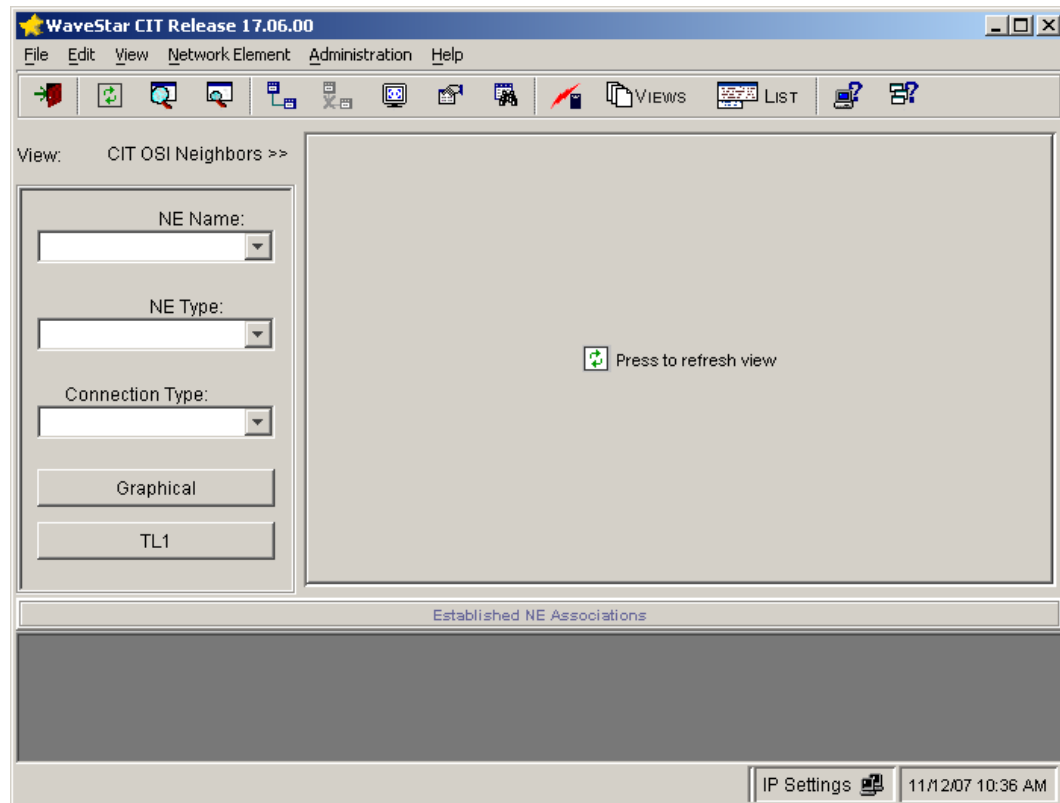 WaveStar CIT Release 17.06.00
File Edit View Network Element Administration Help
VIEWS LIST
View: CIT OSI Neighbors >>
NE Name:
NE Type:
Connection Type:
Graphical
TL1
Press to refresh view
Established NE Associations
IP Settings 11/12/07 10:36 AM